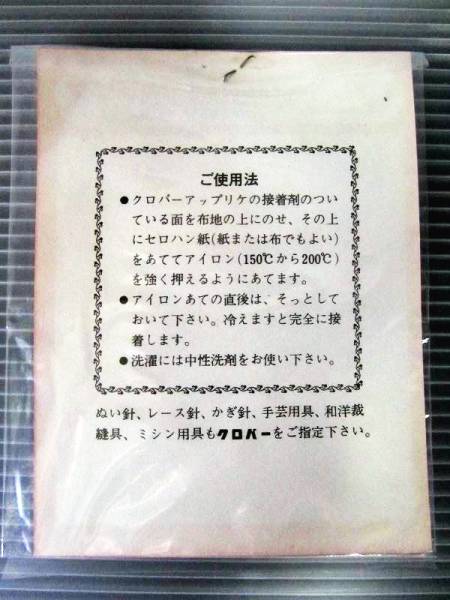 ご使用法
●クロバーアップリケの接着剤のつい
ている面を布地の上にのせ、その上
にセロハン紙(紙または布でもよい)
をあててアイロン(150℃から200℃)
を強く押えるようにあてます。
●アイロンあての直後は、そっとして
おいて下さい。冷えますと完全に接
着します。
●洗濯には中性洗剤をお使い下さい。
ぬい針、レース針、かぎ針、手芸用具、和洋裁
縫具、ミシン用具もクロバーをご指定下さい。